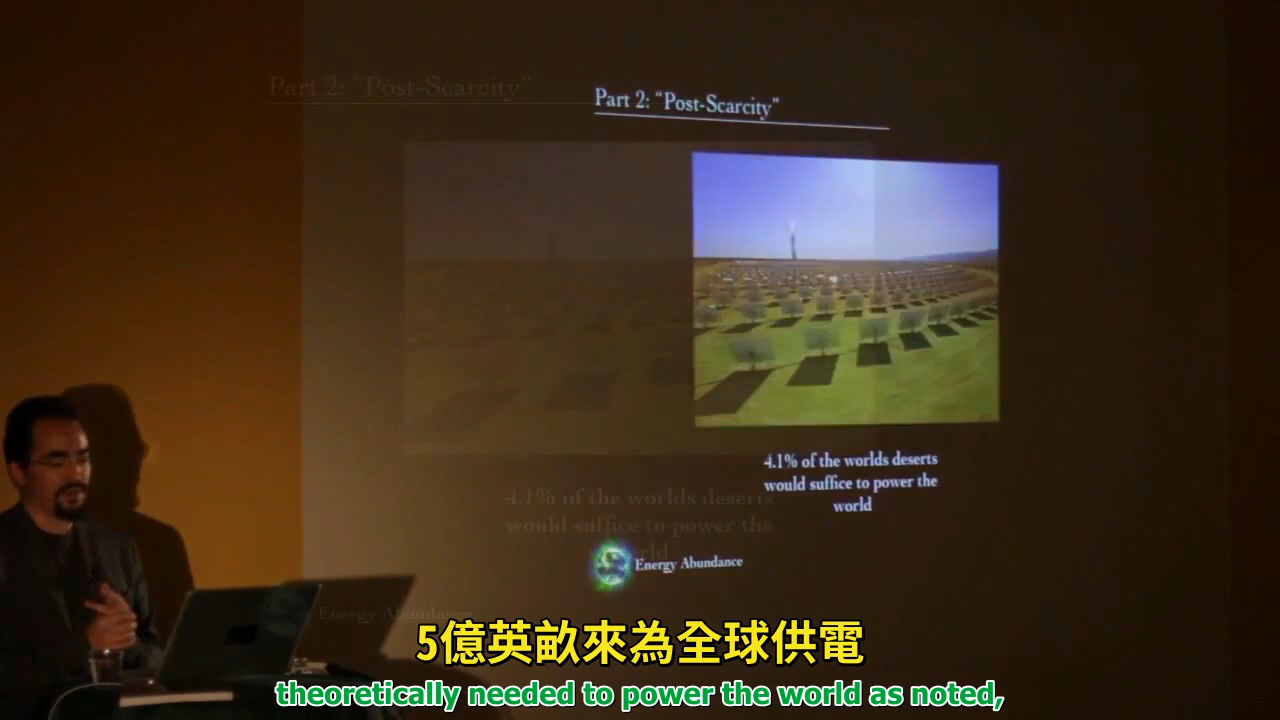 Part 2: "Post-Scarcity"
Part 2: "Post-Scarcity"
4.1% of the worlds deserts
would suffice to power the
world
4.1% of the worlds deserts
would suffice to power the
Energy Abundance
Energy Abundance
5億英畝來為全球供電
theoretically needed to power the world as noted,